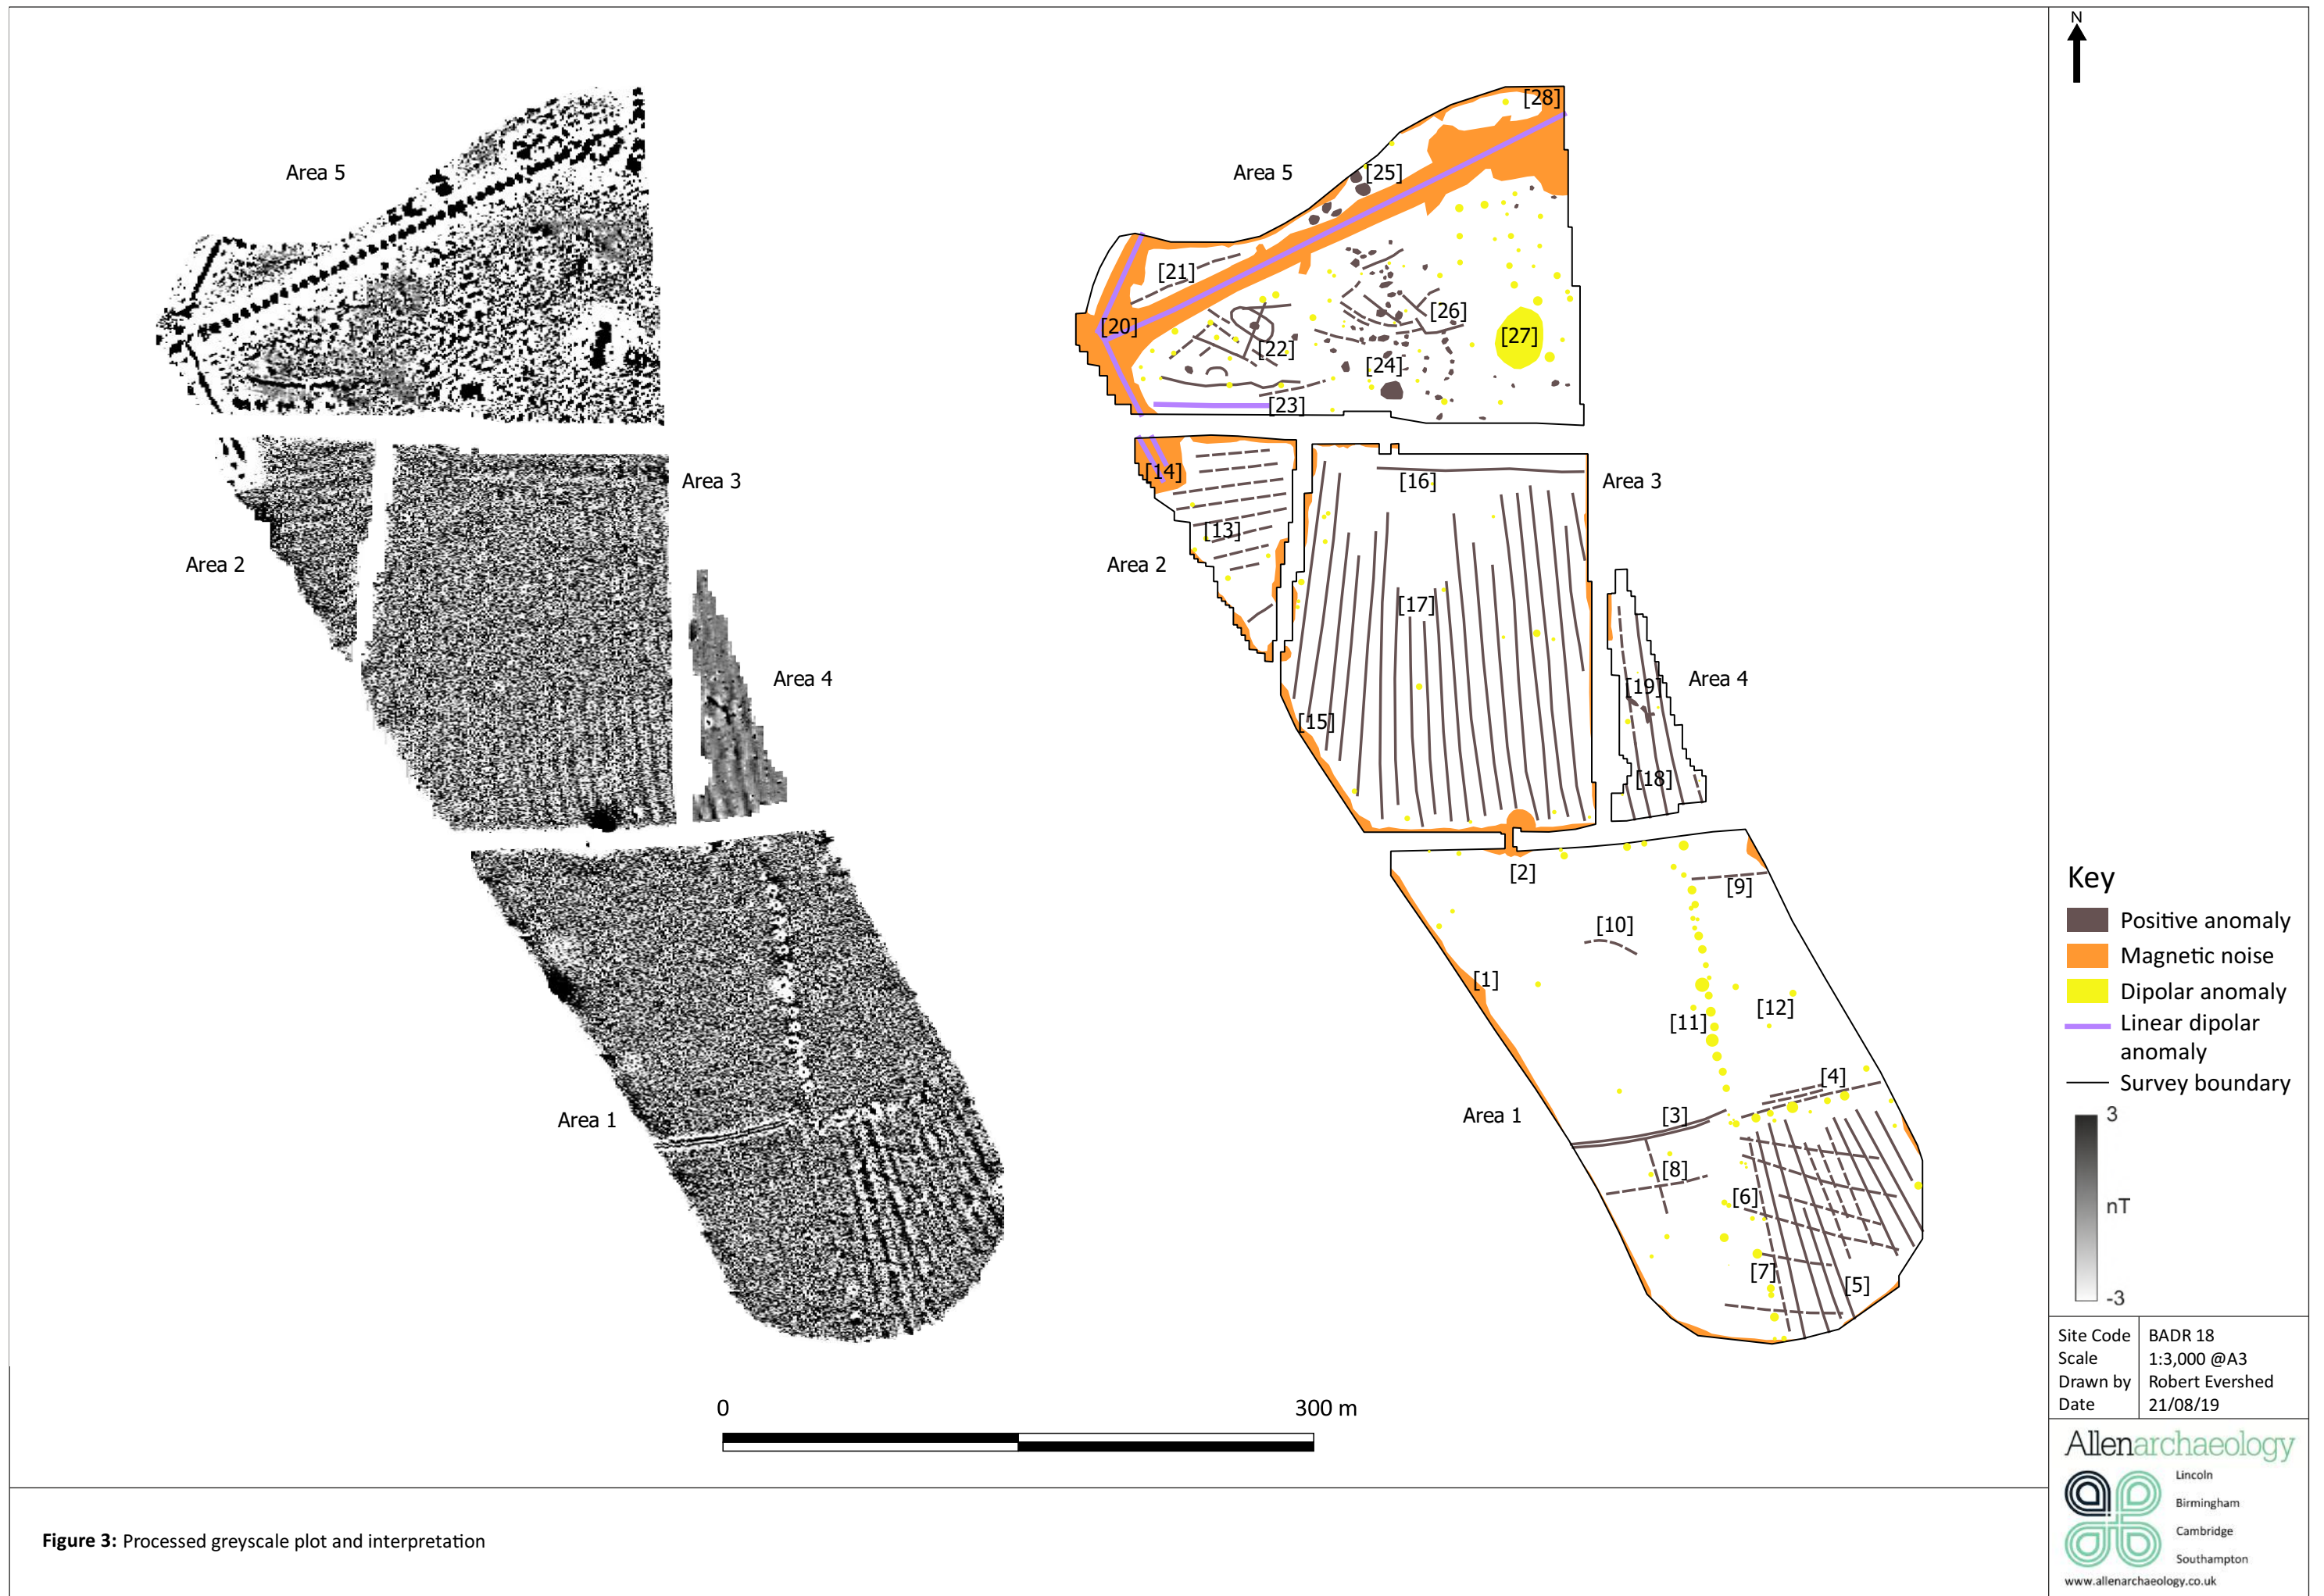 N
Area 5
Area 3
Area 2
Area 4
Area 1
[28]
Area 5
[25]
[21]
[20]
[26]
[22]
[27]
[24]
[23]
[14]
[16]
Area 3
[13]
Area 2
[17]
[19]
Area 4
[15]
[18]
[2]
[9]
[10]
[1]
[11]
[12]
[4]
Area 1
[3]
[8]
[6]
[7]
[5]
0
300 m
Key
Positive anomaly
Magnetic noise
Dipolar anomaly
Linear dipolar
anomaly
Survey boundary
3
nT
-3
Site Code BADR 18
Scale 1:3,000 @A3
Drawn by Robert Evershed
Date 21/08/19
Allenarchaeology
Lincoln
Birmingham
Cambridge
Southampton
www.allenarchaeology.co.uk
Figure 3: Processed greyscale plot and interpretation